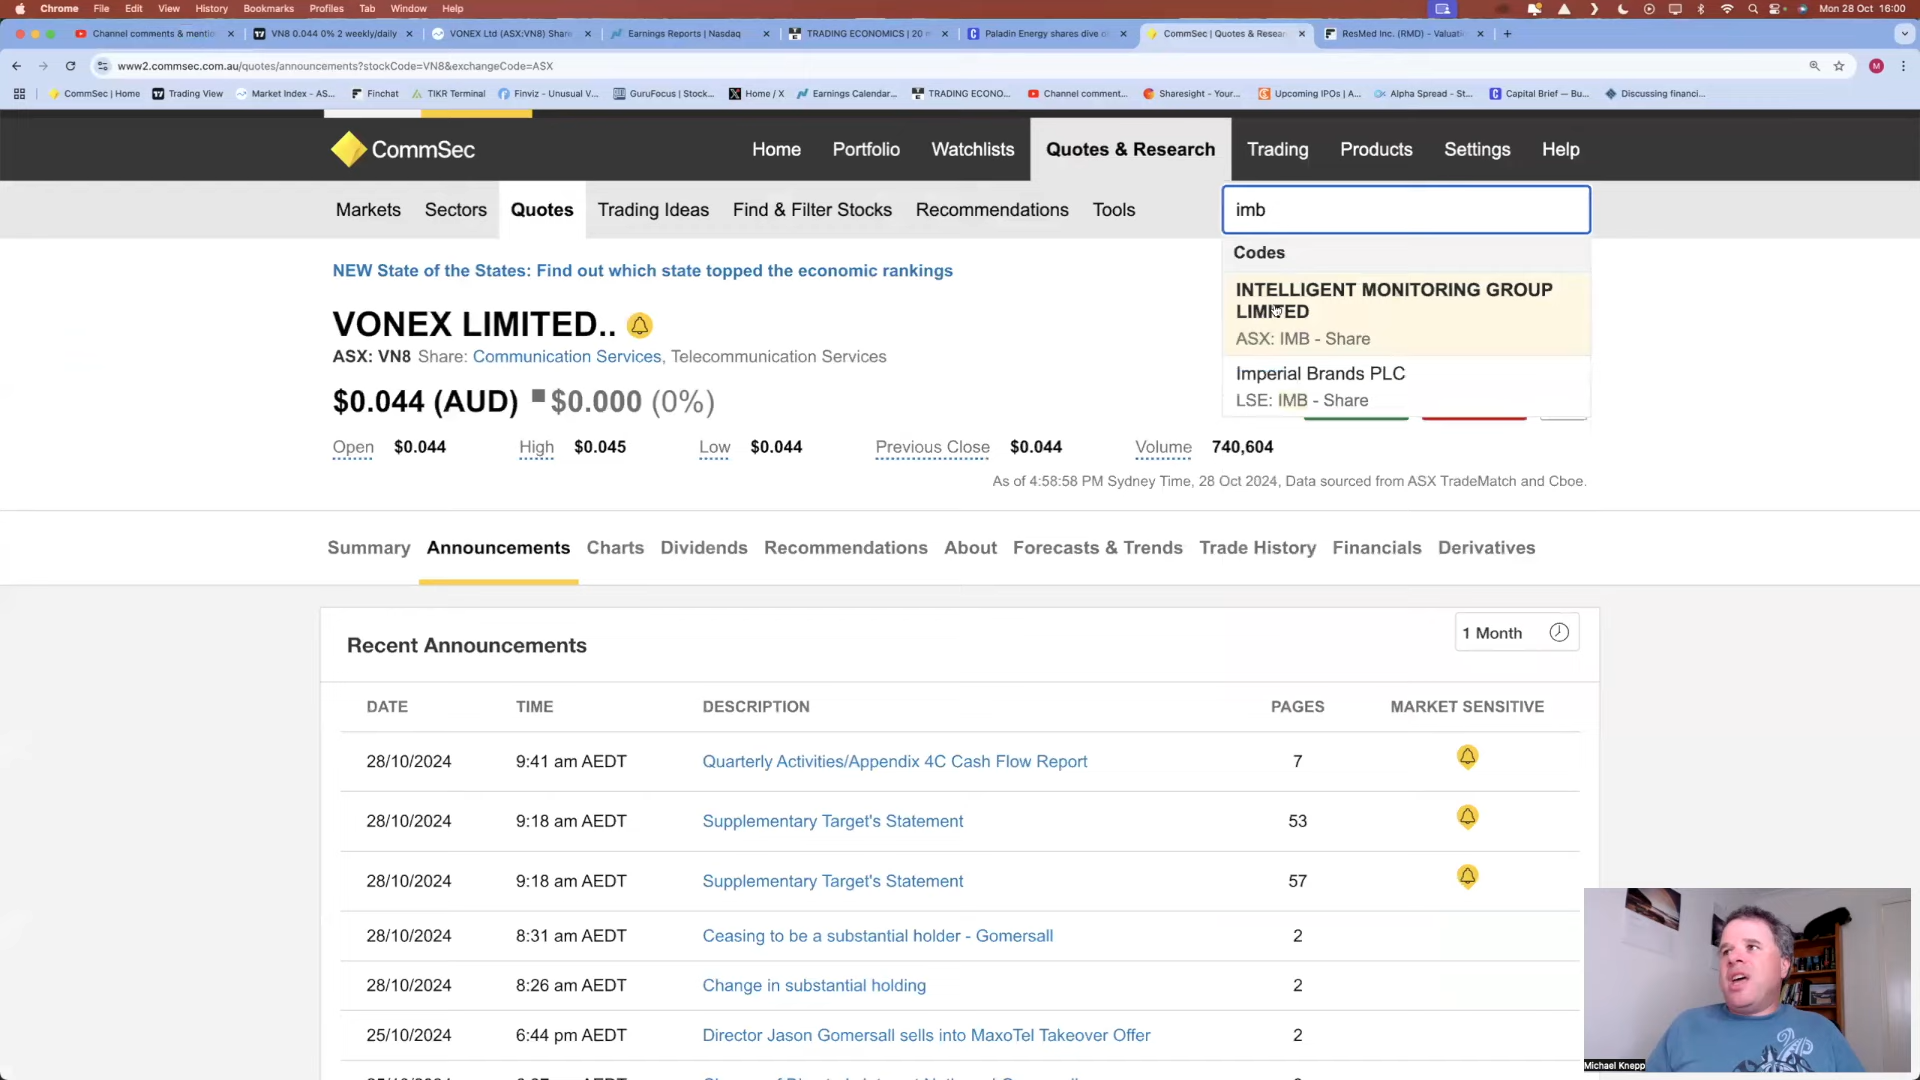 Chrome File Edit View History Bookmarks Profiles Tab Window Help Mon 28 Oct 16:00
Channel comments & mentio VN8 0.044 0% 2 weekly/daily VONEX Ltd (ASX:VN8) Share Earnings Reports | Nasdaq TRADING ECONOMICS | 20 m Paladin Energy shares dive o CommSec | Quotes & Resear ResMed Inc. (RMD) - Valuati
www2.commsec.com.au/quotes/announcements?stockCode=VN8&exchangeCode=ASX
CommSec | Home Trading View Market Index - AS... Finchat TIKR Terminal Finviz - Unusual V... GuruFocus | Stock... Home / X Earnings Calendar... TRADING ECONO... Channel comment... Sharesight - Your... Upcoming IPOs | A... Alpha Spread - St... Capital Brief — Bu... Discussing financi...
CommSec Home Portfolio Watchlists Quotes & Research Trading Products Settings Help
Markets Sectors Quotes Trading Ideas Find & Filter Stocks Recommendations Tools imb
Codes
INTELLIGENT MONITORING GROUP
LIMITED
ASX: IMB - Share
Imperial Brands PLC
LSE: IMB - Share
NEW State of the States: Find out which state topped the economic rankings
VONEX LIMITED..
ASX: VN8 Share: Communication Services, Telecommunication Services
$0.044 (AUD) $0.000 (0%)
Open $0.044 High $0.045 Low $0.044 Previous Close $0.044 Volume 740,604
As of 4:58:58 PM Sydney Time, 28 Oct 2024, Data sourced from ASX TradeMatch and Cboe.
Summary Announcements Charts Dividends Recommendations About Forecasts & Trends Trade History Financials Derivatives
Recent Announcements 1 Month
DATE TIME DESCRIPTION PAGES MARKET SENSITIVE
28/10/2024 9:41 am AEDT Quarterly Activities/Appendix 4C Cash Flow Report 7
28/10/2024 9:18 am AEDT Supplementary Target's Statement 53
28/10/2024 9:18 am AEDT Supplementary Target's Statement 57
28/10/2024 8:31 am AEDT Ceasing to be a substantial holder - Gomersall 2
28/10/2024 8:26 am AEDT Change in substantial holding 2
25/10/2024 6:44 pm AEDT Director Jason Gomersall sells into MaxoTel Takeover Offer 2
Michael Knepp